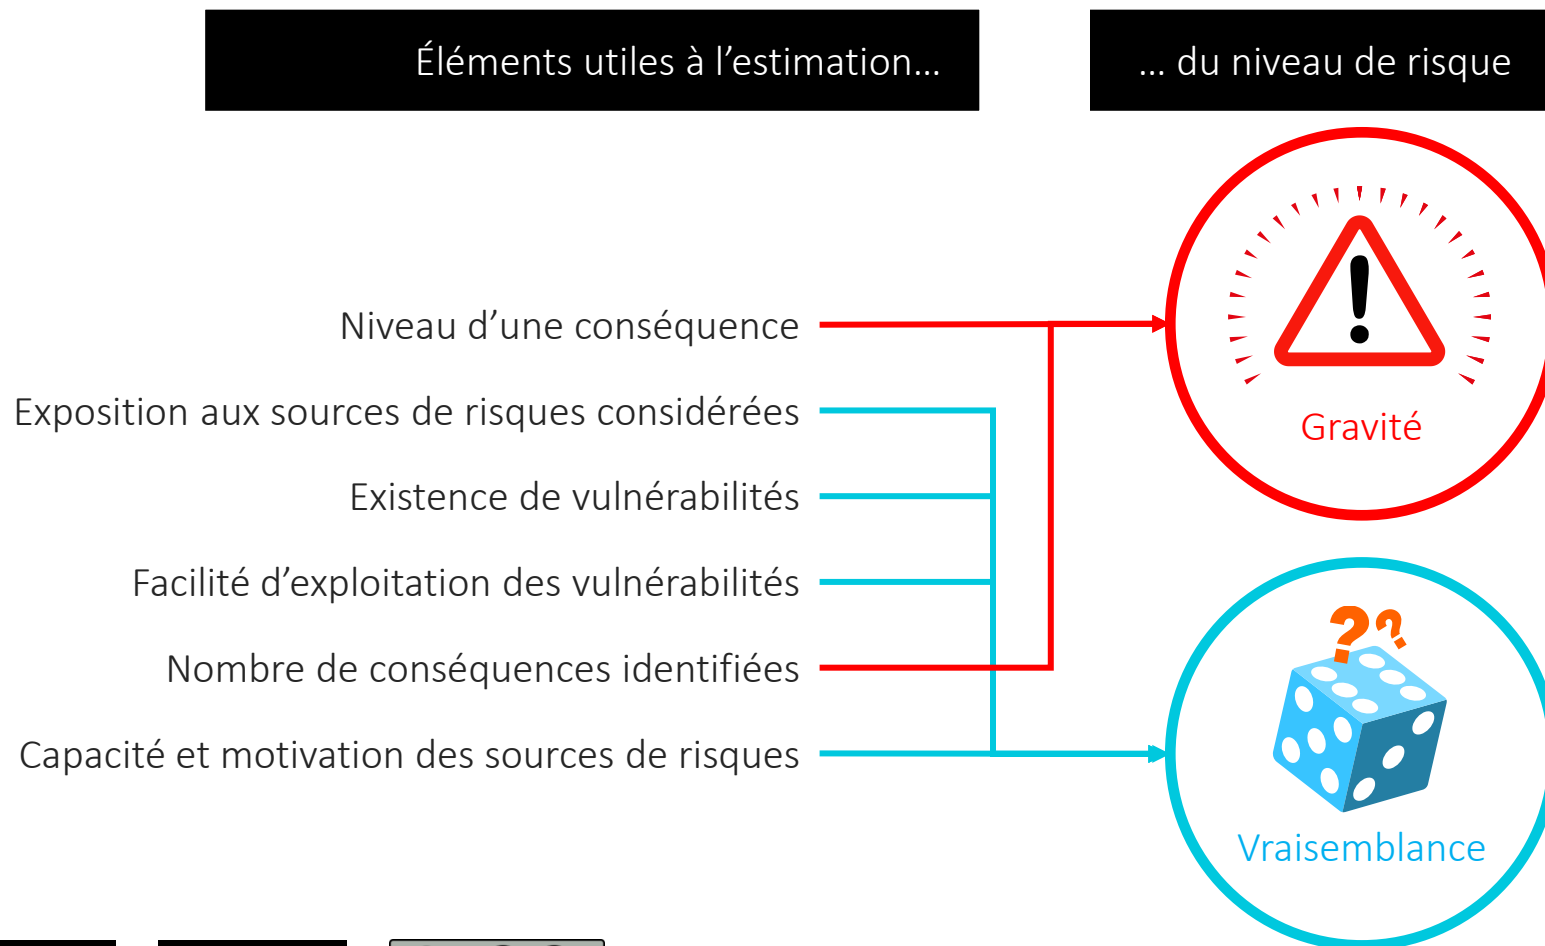 Éléments utiles à l’estimation…
… du niveau de risque
Niveau d’une conséquence
Exposition aux sources de risques considérées
Existence de vulnérabilités
Facilité d’exploitation des vulnérabilités
Nombre de conséquences identifiées
Capacité et motivation des sources de risques
Gravité
Vraisemblance